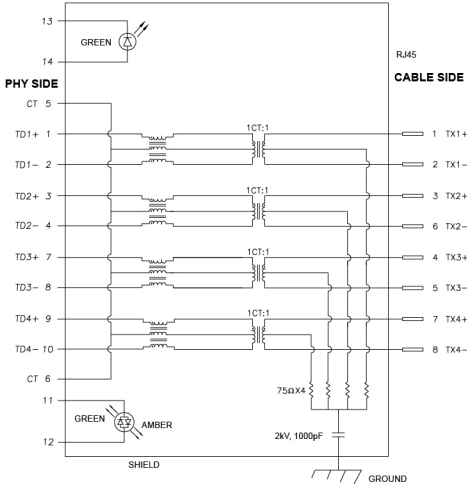 13
GREEN
14
RJ45
PHY SIDE
CABLE SIDE
CT 5
1CT:1
TD1+ 1
1 TX1+
TD1- 2
2 TX1-
1CT:1
TD2+ 3
3 TX2+
TD2- 4
6 TX2-
1CT:1
TD3+ 7
4 TX3+
TD3- 8
5 TX3-
1CT:1
TD4+ 9
7 TX4+
TD4- 10
8 TX4-
CT 6
75ΩX4
11
GREEN
AMBER
12
2kV, 1000pF
SHIELD
GROUND